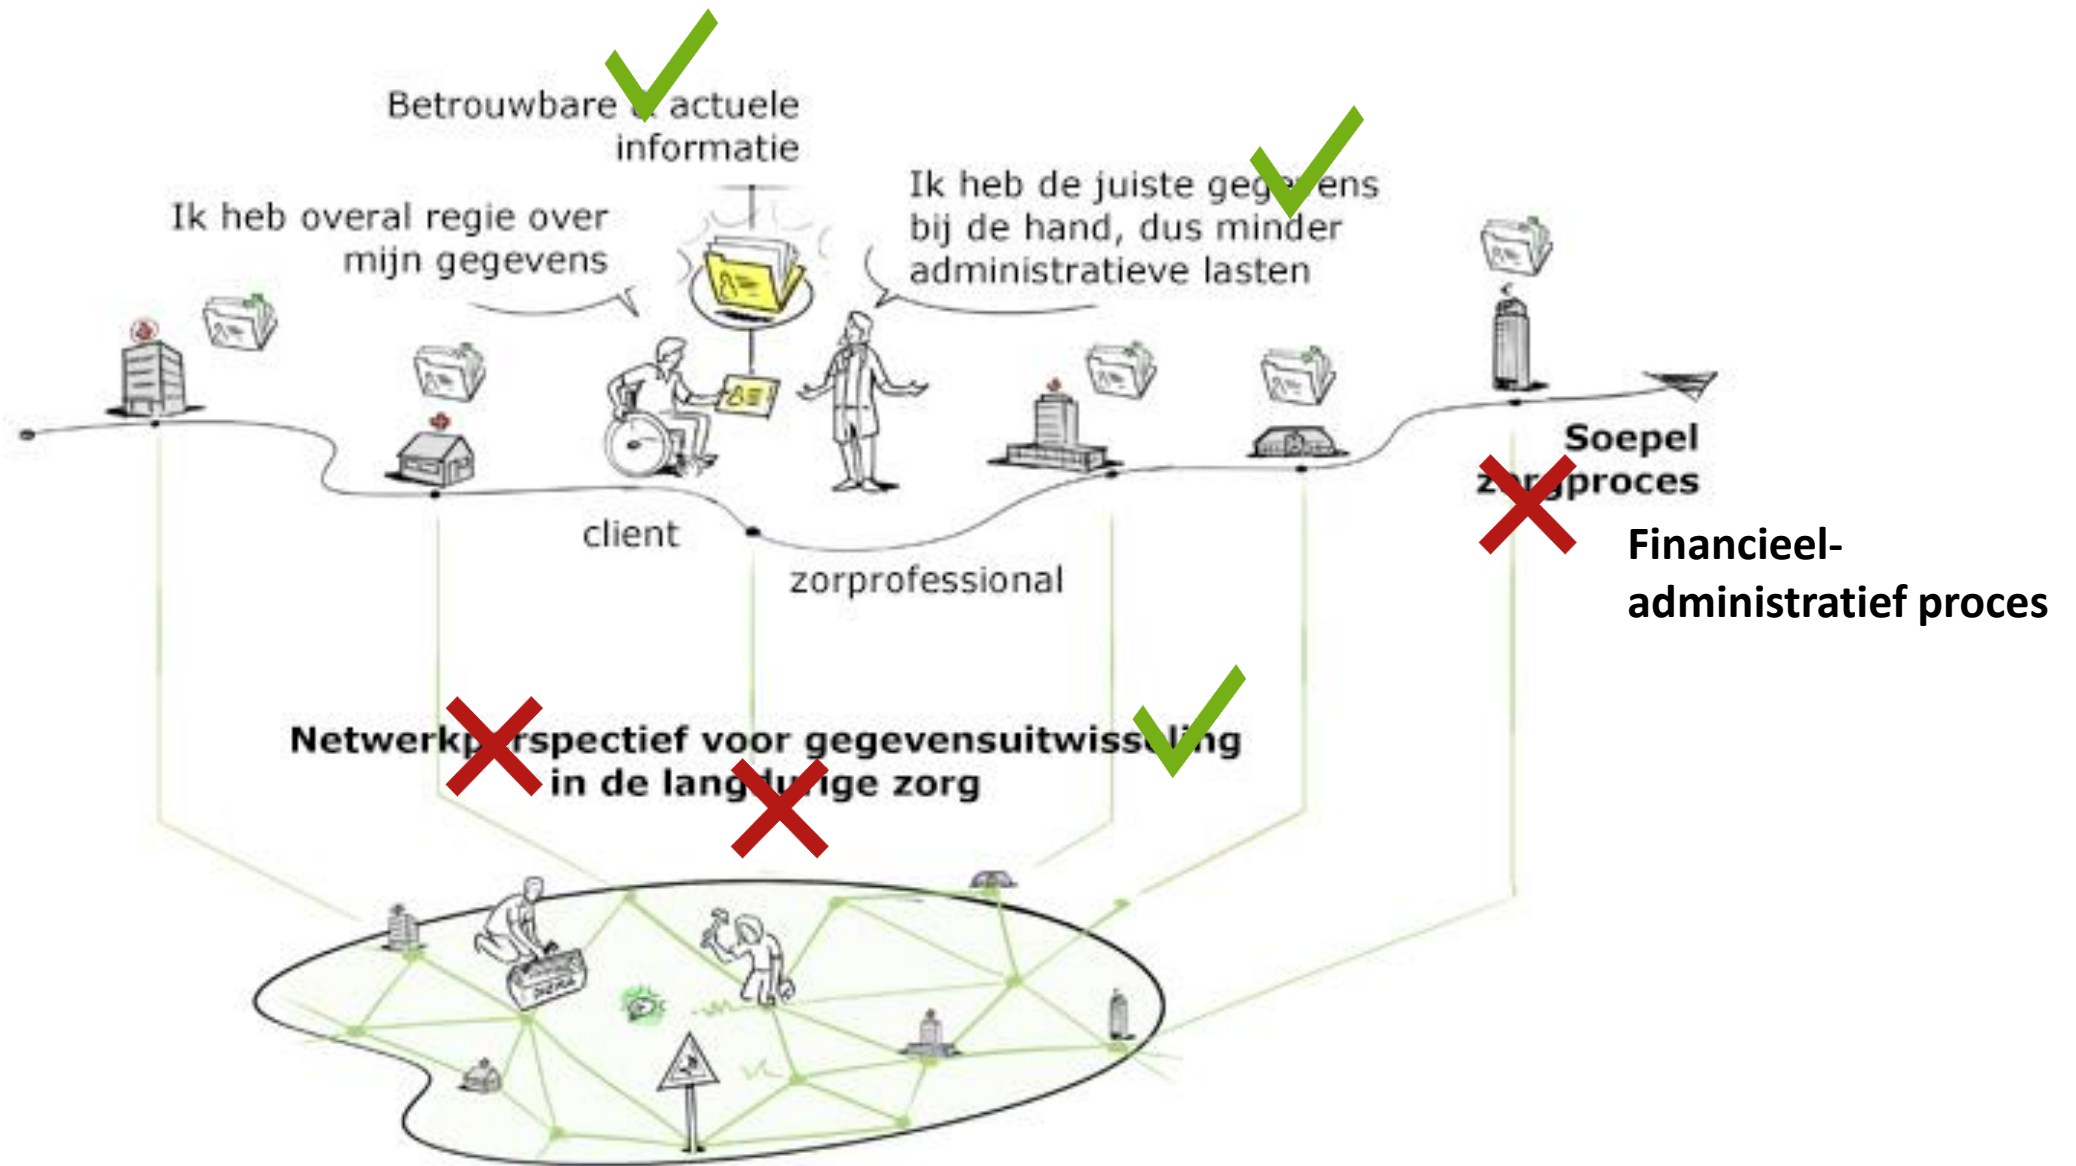 Betrouwbare & actuele
informatie
Ik heb overal regie over
mijn gegevens
Ik heb de juiste gegevens
bij de hand, dus minder
administratieve lasten
Soepel
zorgproces
Financieel-
administratief proces
client
zorprofessional
Netwerkperspectief voor gegevensuitwisseling
in de langdurige zorg